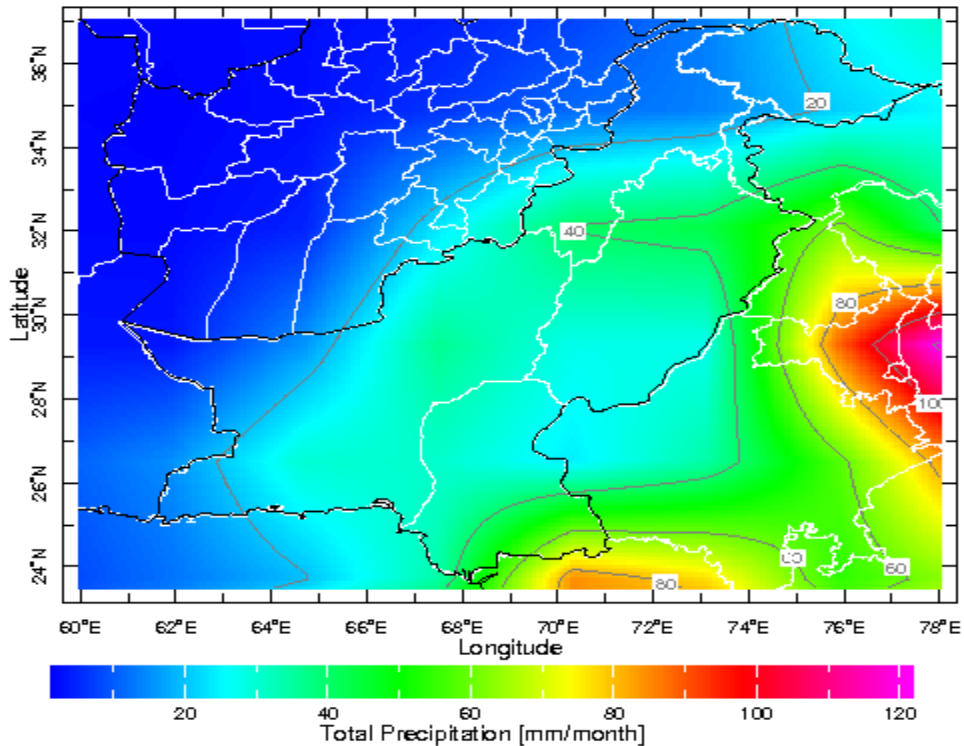 36°N
34°N
32°N
30°N
28°N
26°N
24°N
Latitude
20
40
80
100
60
60
80
60°E 62°E 64°E 66°E 68°E 70°E 72°E 74°E 76°E 78°E
Longitude
20 40 60 80 100 120
Total Precipitation [mm/month]